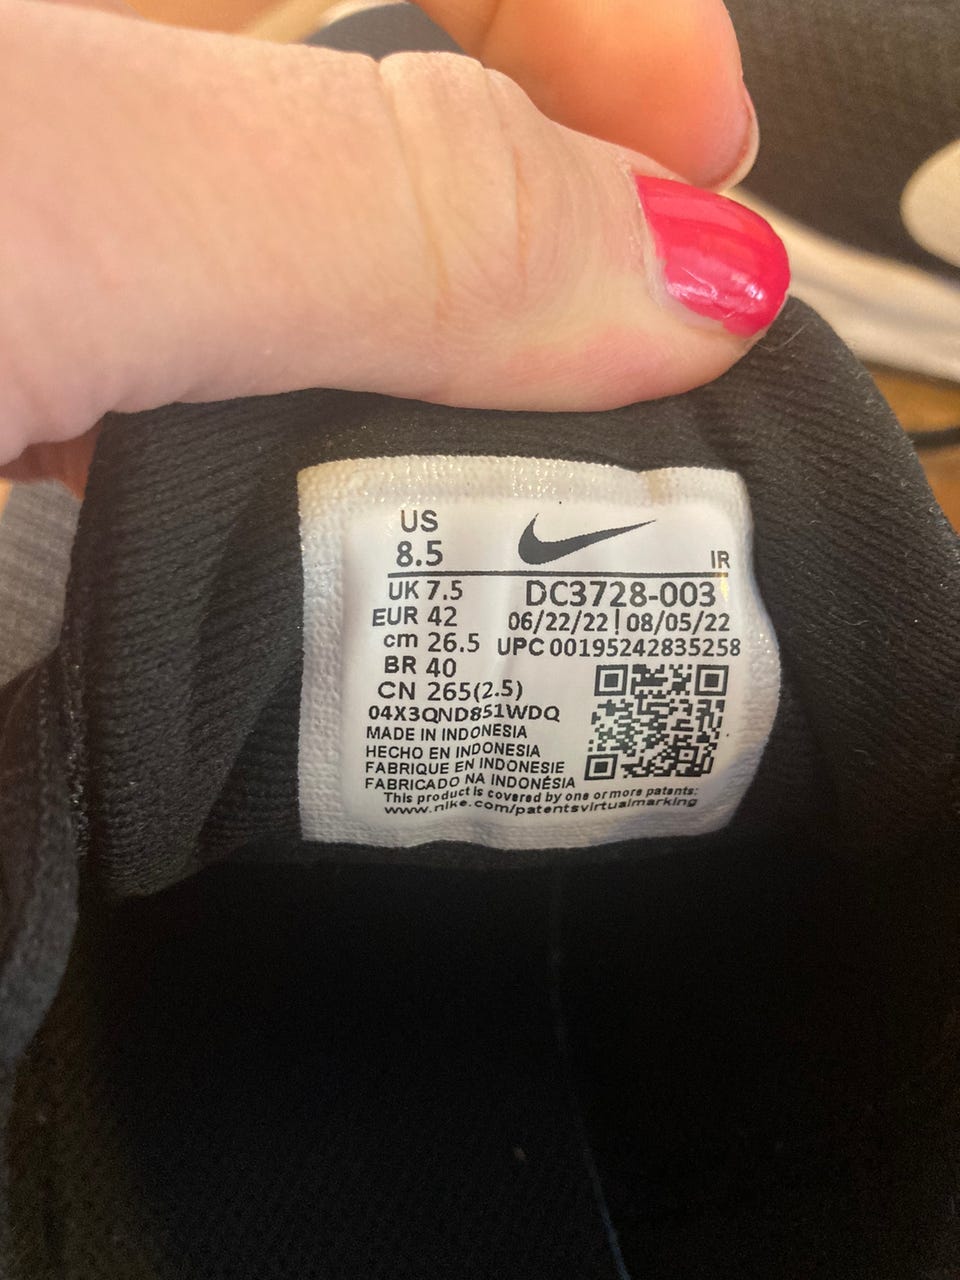 US
8.5
IR
UK 7.5
EUR 42
cm 26.5
BR 40
CN 265(2.5)
DC3728-003
06/22/22 | 08/05/22
UPC 00195242835258
04X3QND851WDQ
MADE IN INDONESIA
HECHO EN INDONESIA
FABRIQUE EN INDONESIE
FABRICADO NA INDONÉSIA
This product is covered by one or more patents:
www.nike.com/patentsvirtualmarking